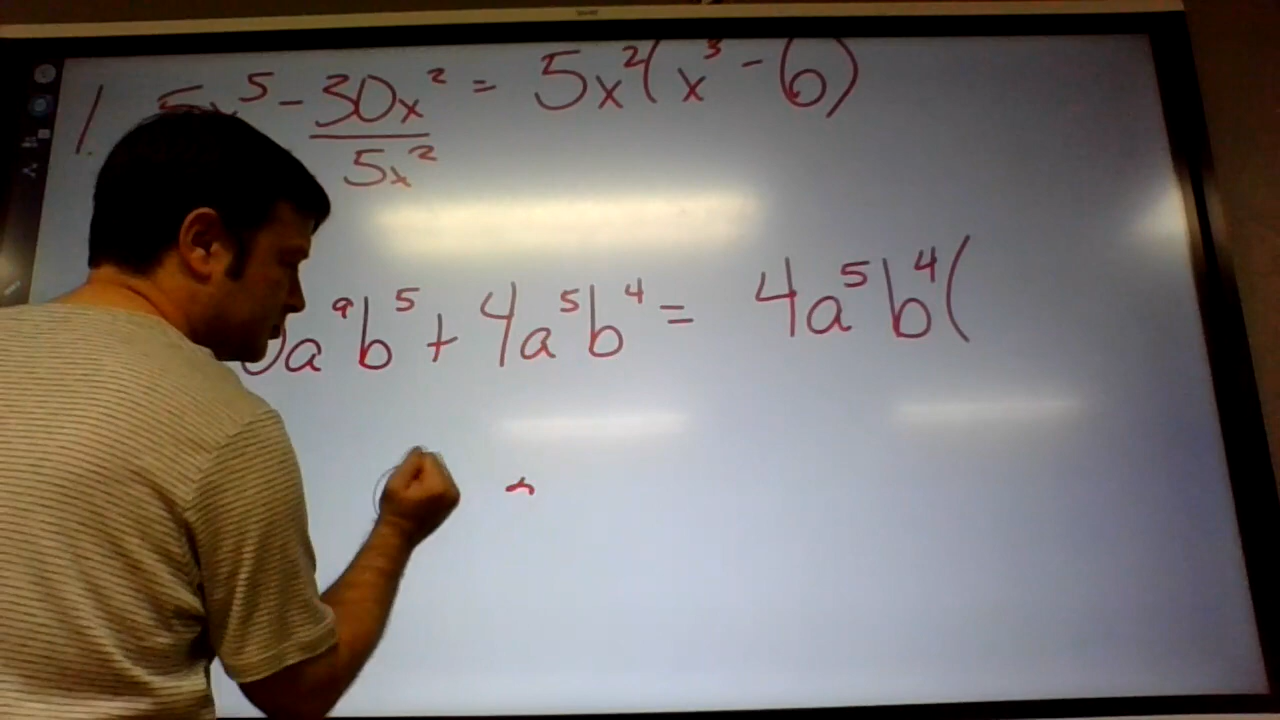 1. 5x⁵ - 30x² = 5x²(x³ - 6)
5x²
a⁹b⁵ + 4a⁵b⁴ = 4a⁵b⁴(